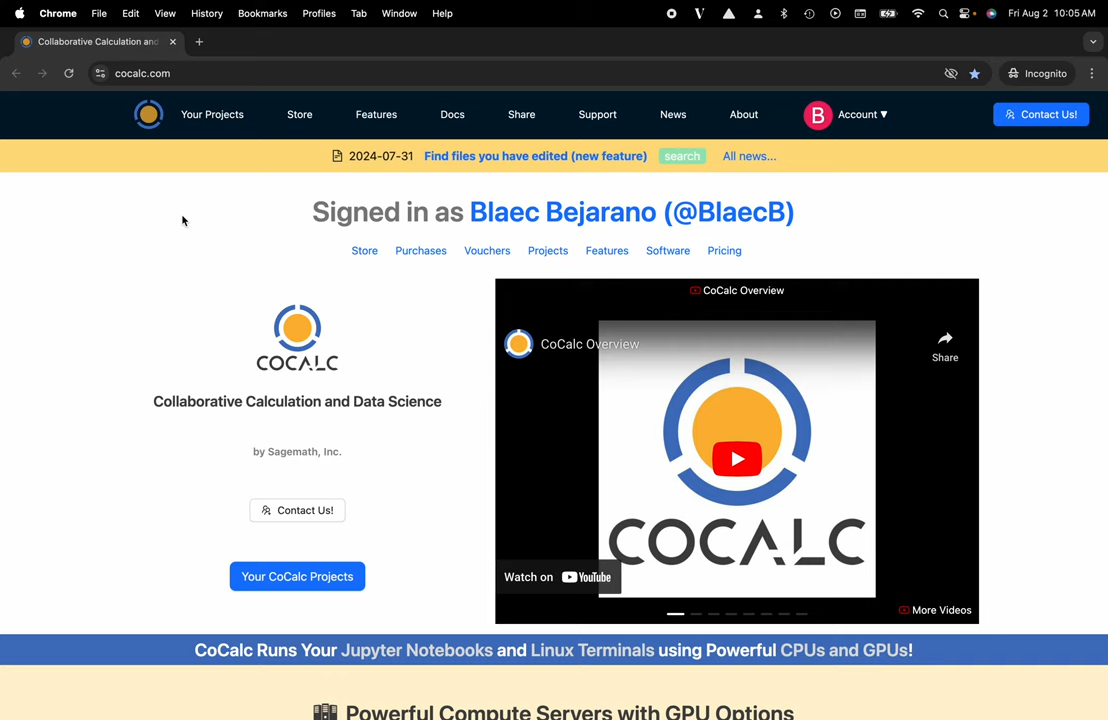 Chrome File Edit View History Bookmarks Profiles Tab Window Help Fri Aug 2 10:05 AM
Collaborative Calculation and
cocalc.com Incognito
Your Projects Store Features Docs Share Support News About B Account ▼ Contact Us!
2024-07-31 Find files you have edited (new feature) search All news...
Signed in as Blaec Bejarano (@BlaecB)
Store Purchases Vouchers Projects Features Software Pricing
CoCalc Overview
CoCalc Overview
Share
COCALC
Collaborative Calculation and Data Science
by Sagemath, Inc.
Contact Us!
Your CoCalc Projects
COCALC
Watch on YouTube
More Videos
CoCalc Runs Your Jupyter Notebooks and Linux Terminals using Powerful CPUs and GPUs!
Powerful Compute Servers with GPU Options